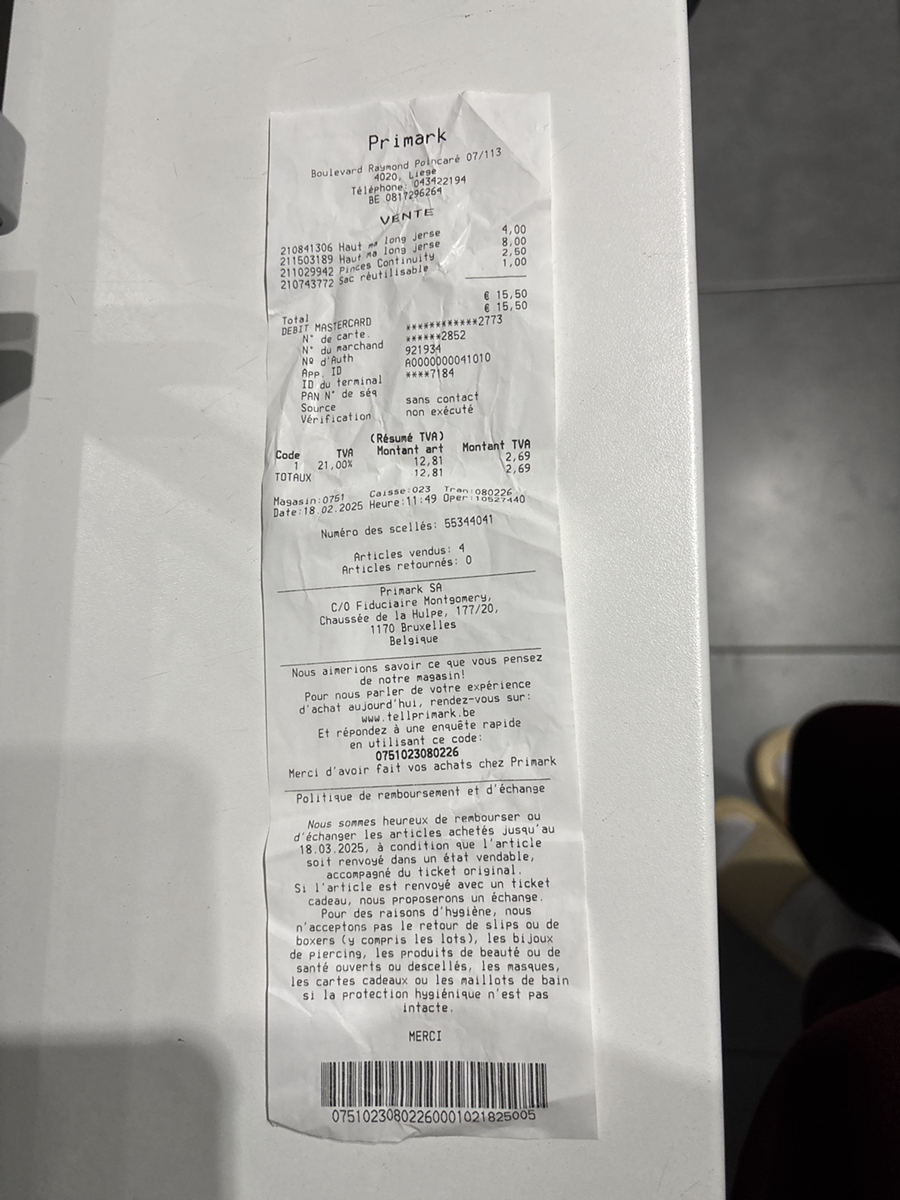 Primark
Boulevard Raymond Poincaré 07/113
4020, Liege
Téléphone: 043422194
BE 0817296264
VENTE
210841306 Haut ma long jerse 4,00
211503189 Haut ma long jerse 8,00
211029942 Pinces Continuity 2,50
210743772 Sac réutilisable 1,00
Total € 15,50
DEBIT MASTERCARD € 15,50
N° de carte. ************2773
N° du marchand ******2852
Nº d'Auth 921934
App. ID A0000000041010
ID du terminal ****7184
PAN N° de séq
Source sans contact
Vérification non exécuté
(Résumé TVA)
Code TVA Montant art Montant TVA
1 21,00% 12,81 2,69
TOTAUX 12,81 2,69
Magasin:0751 Caisse:023 Tran:080226
Date:18.02.2025 Heure:11:49 Oper:10527440
Numéro des scellés: 55344041
Articles vendus: 4
Articles retournés: 0
Primark SA
C/O Fiduciaire Montgomery,
Chaussée de la Hulpe, 177/20,
1170 Bruxelles
Belgique
Nous aimerions savoir ce que vous pensez
de notre magasin!
Pour nous parler de votre expérience
d'achat aujourd'hui, rendez-vous sur:
www.tellprimark.be
Et répondez à une enquête rapide
en utilisant ce code:
0751023080226
Merci d'avoir fait vos achats chez Primark
Politique de remboursement et d'échange
Nous sommes heureux de rembourser ou
d'échanger les articles achetés jusqu'au
18.03.2025, à condition que l'article
soit renvoyé dans un état vendable,
accompagné du ticket original.
Si l'article est renvoyé avec un ticket
cadeau, nous proposerons un échange.
Pour des raisons d'hygiène, nous
n'acceptons pas le retour de slips ou de
boxers (y compris les lots), les bijoux
de piercing, les produits de beauté ou de
santé ouverts ou descellés, les masques,
les cartes cadeaux ou les maillots de bain
si la protection hygiénique n'est pas
intacte.
MERCI
07510230802260001021825005